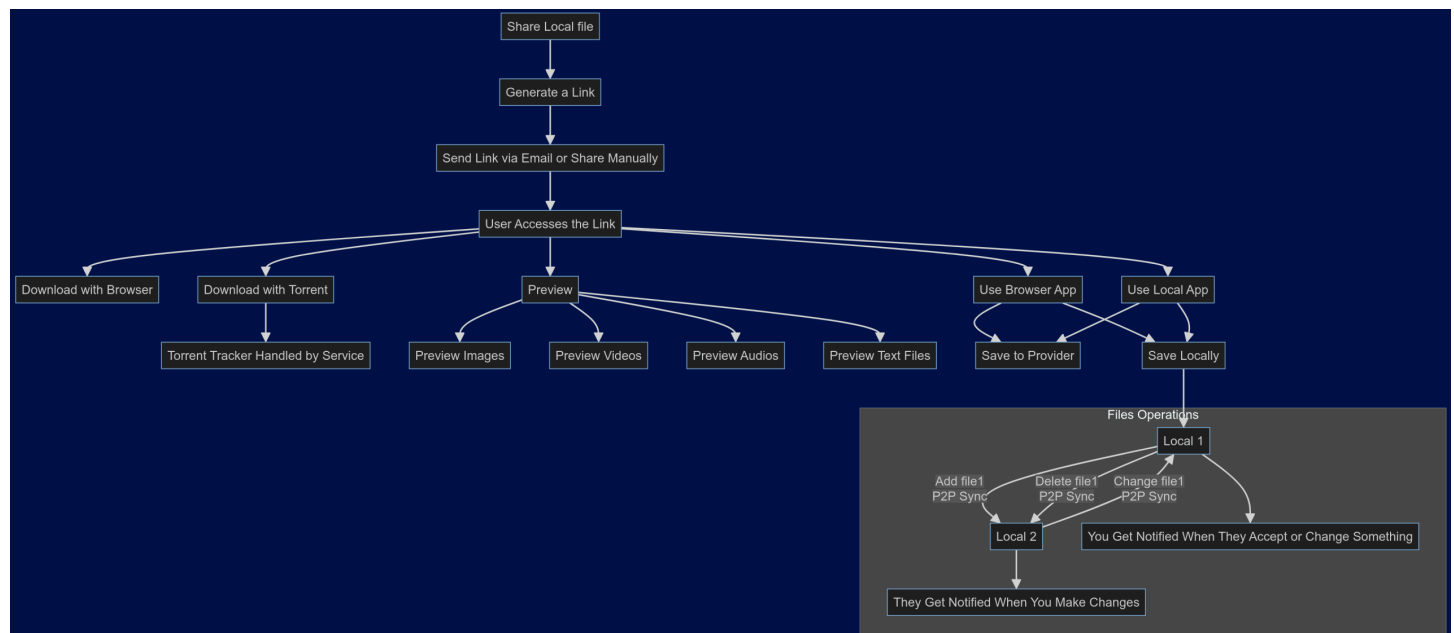 Share Local file
Generate a Link
Send Link via Email or Share Manually
User Accesses the Link
Download with Browser
Download with Torrent
Preview
Use Browser App
Use Local App
Torrent Tracker Handled by Service
Preview Images
Preview Videos
Preview Audios
Preview Text Files
Save to Provider
Save Locally
Files Operations
Local 1
Add file1
P2P Sync
Delete file1
P2P Sync
Change file1
P2P Sync
Local 2
You Get Notified When They Accept or Change Something
They Get Notified When You Make Changes